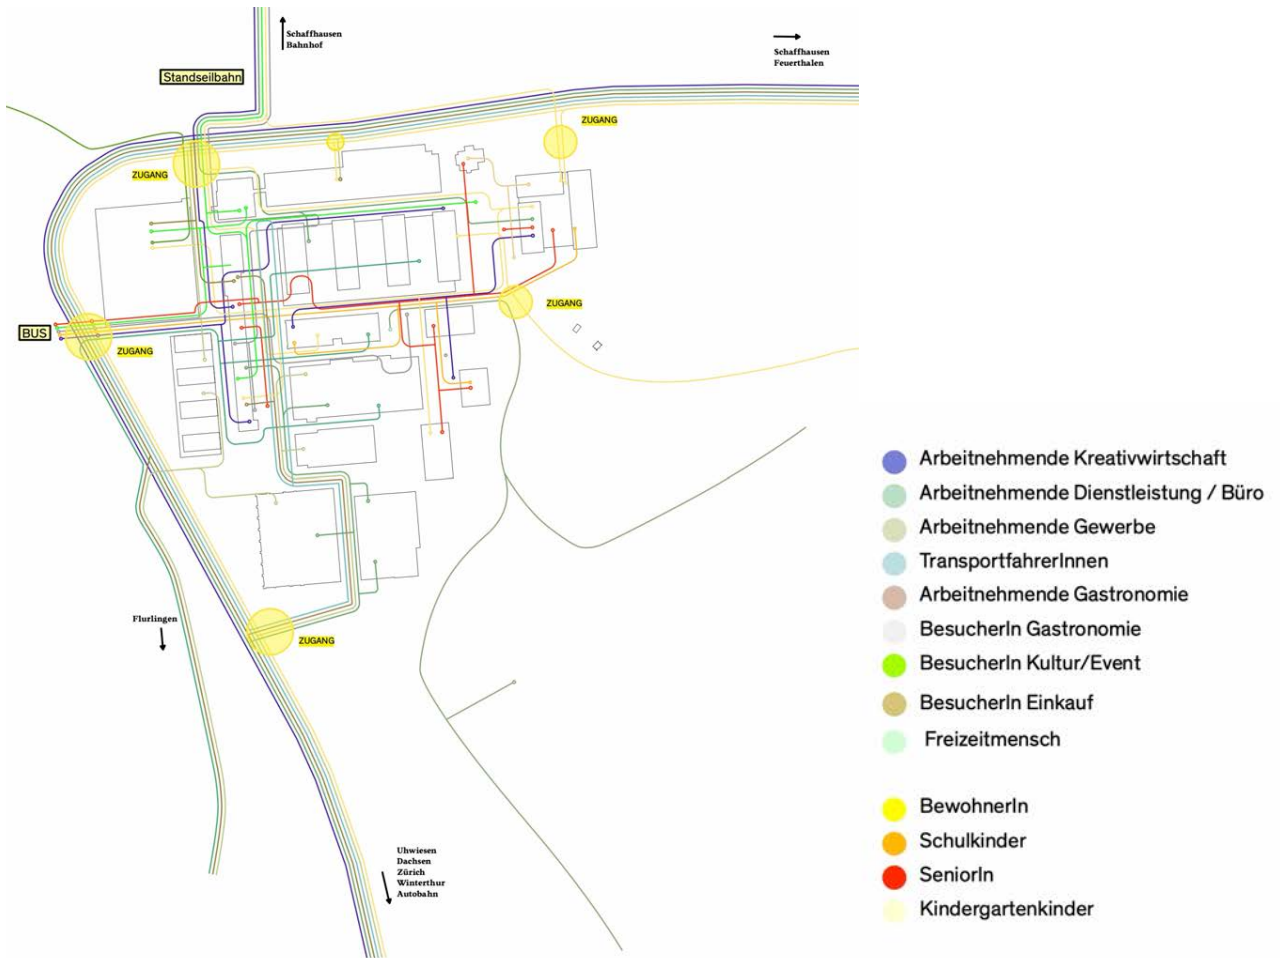 Schaffhausen
Bahnhof
Schaffhausen
Feuerthalen
Standseilbahn
ZUGANG
ZUGANG
ZUGANG
BUS
ZUGANG
Flurlingen
ZUGANG
Uhwiesen
Dachsen
Zürich
Winterthur
Autobahn
Arbeitnehmende Kreativwirtschaft
Arbeitnehmende Dienstleistung / Büro
Arbeitnehmende Gewerbe
TransportfahrerInnen
Arbeitnehmende Gastronomie
BesucherIn Gastronomie
BesucherIn Kultur/Event
BesucherIn Einkauf
Freizeitmensch
BewohnerIn
Schulkinder
SeniorIn
Kindergartenkinder